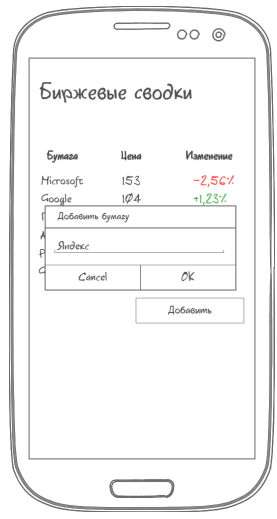 Биржевые сводки
Бумага Цена Изменение
Microsoft 153 -2,56%
Google 104 +1,23%
Добавить бумагу
Яндекс
Cancel OK
Добавить